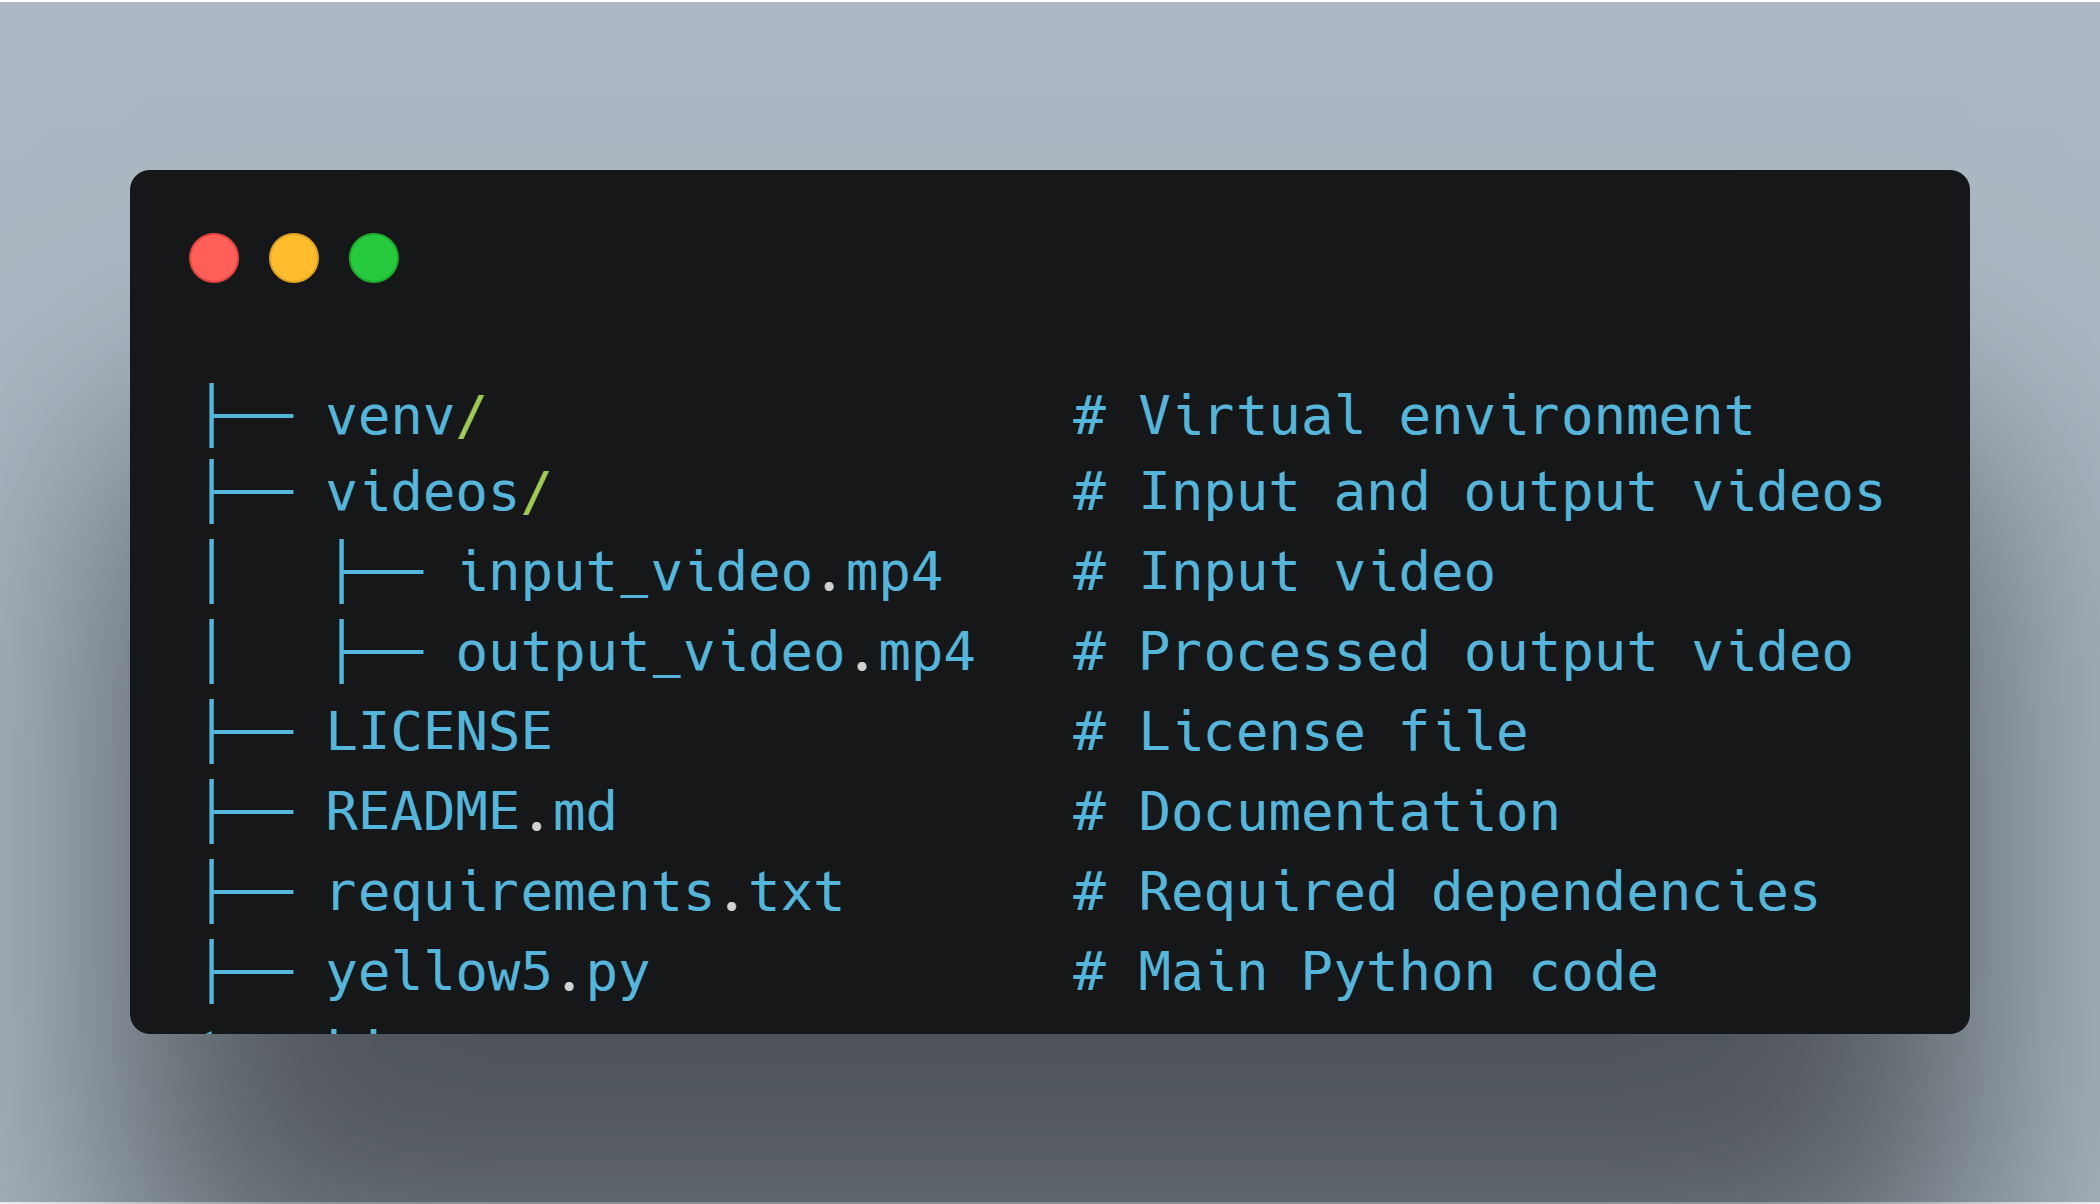 ├── venv/                       # Virtual environment
├── videos/                     # Input and output videos
│   ├── input_video.mp4    # Input video
│   ├── output_video.mp4   # Processed output video
├── LICENSE                # License file
├── README.md              # Documentation
├── requirements.txt       # Required dependencies
├── yellow5.py             # Main Python code